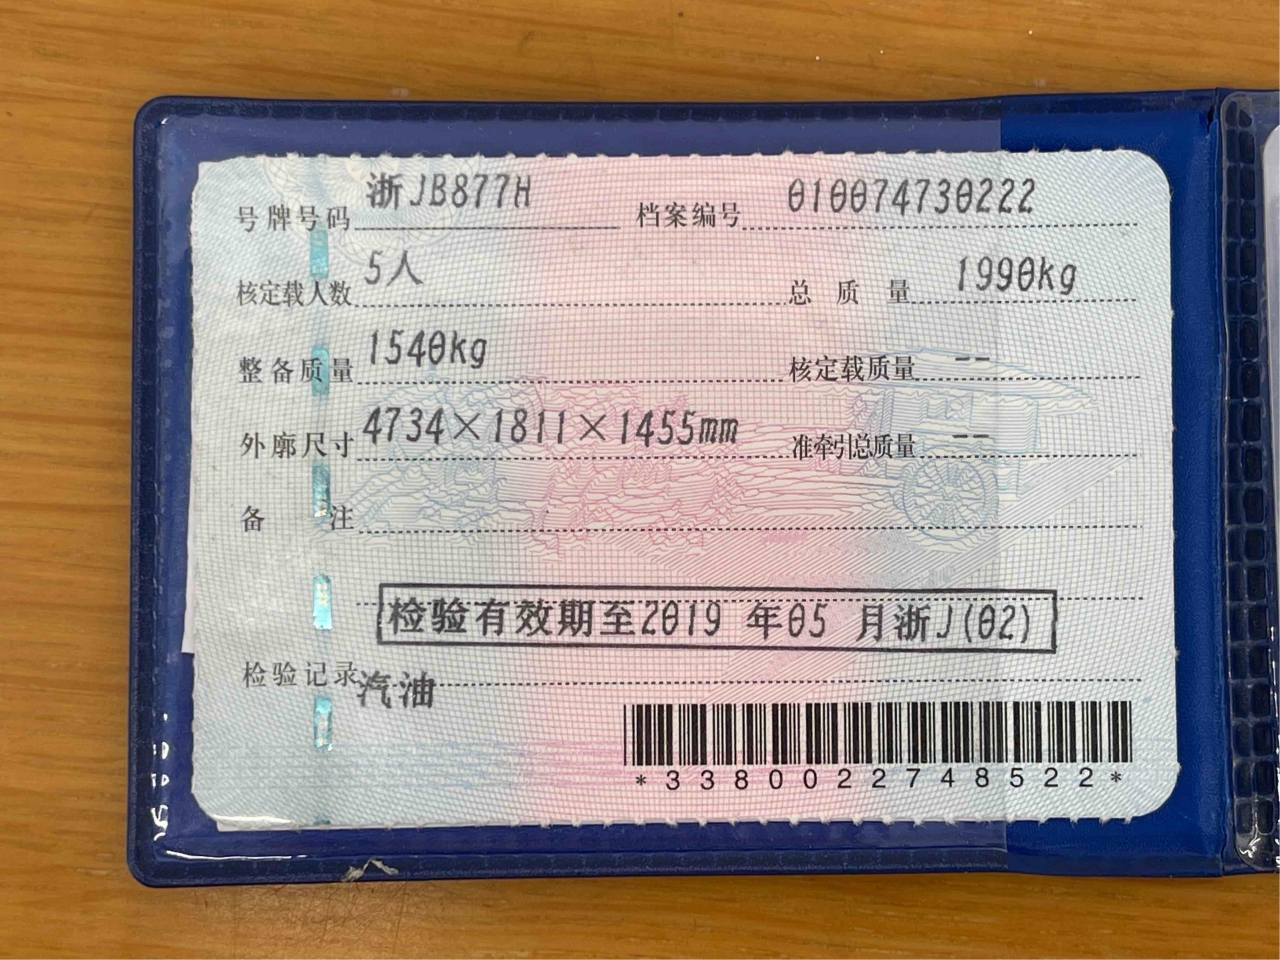 号牌号码 浙JB877H 档案编号 010074730222
核定载人数 5人 总质量 1990kg
整备质量 1540kg 核定载质量 --
外廓尺寸 4734×1811×1455mm 准牵引总质量 --
备注
检验有效期至2019 年05 月浙J(02)
检验记录 汽油
*3380022748522*